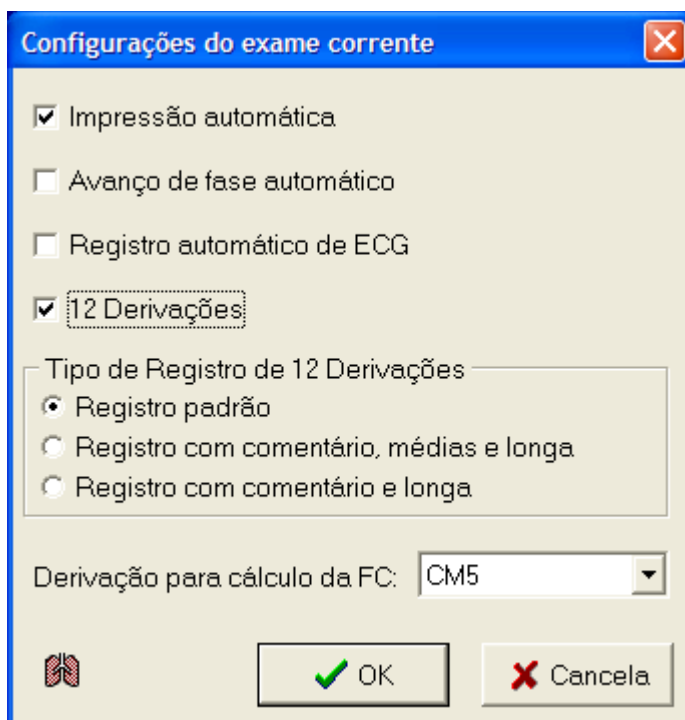 Configurações do exame corrente
Impressão automática
Avanço de fase automático
Registro automático de ECG
12 Derivações
Tipo de Registro de 12 Derivações
Registro padrão
Registro com comentário, médias e longa
Registro com comentário e longa
Derivação para cálculo da FC: CM5
OK Cancela